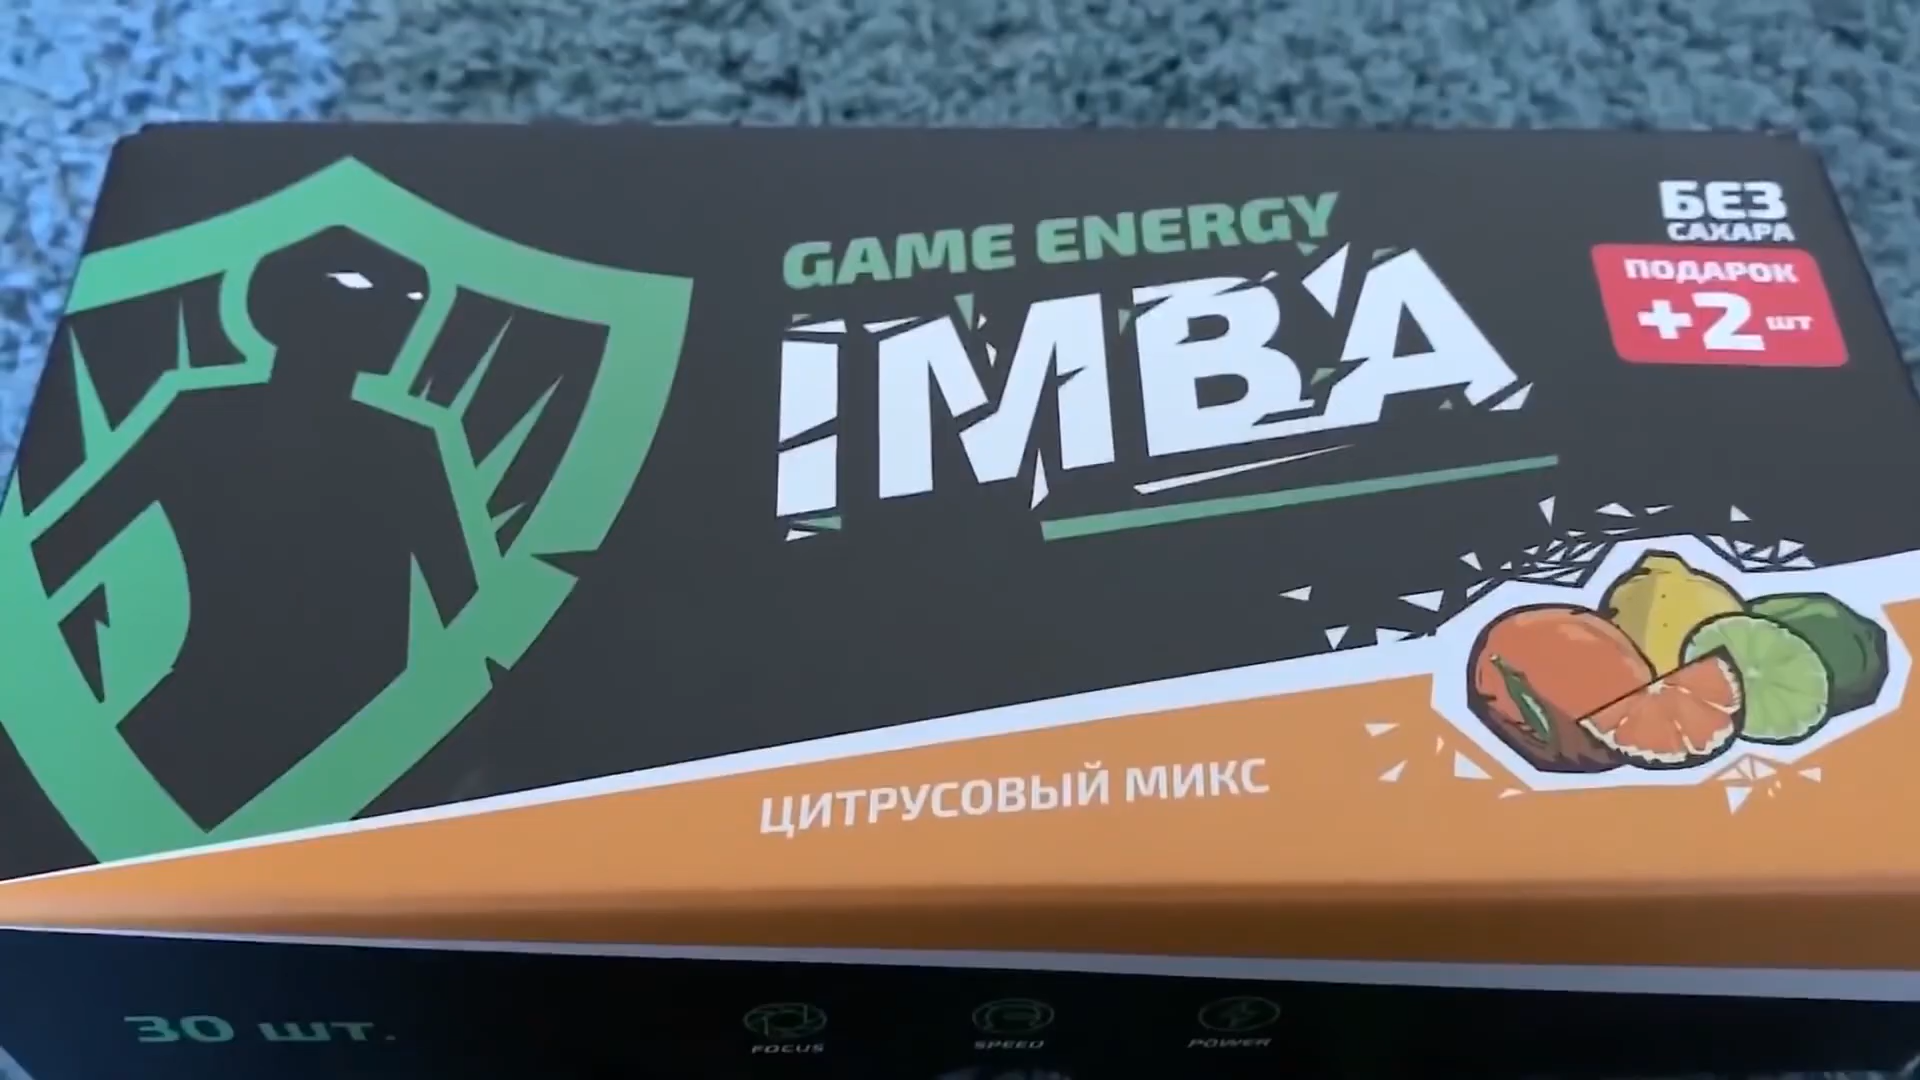 GAME ENERGY
IMBA
БЕЗ
САХАРА
ПОДАРОК
+2 шт
ЦИТРУСОВЫЙ МИКС
30 шт.
FOCUS
SPEED
POWER